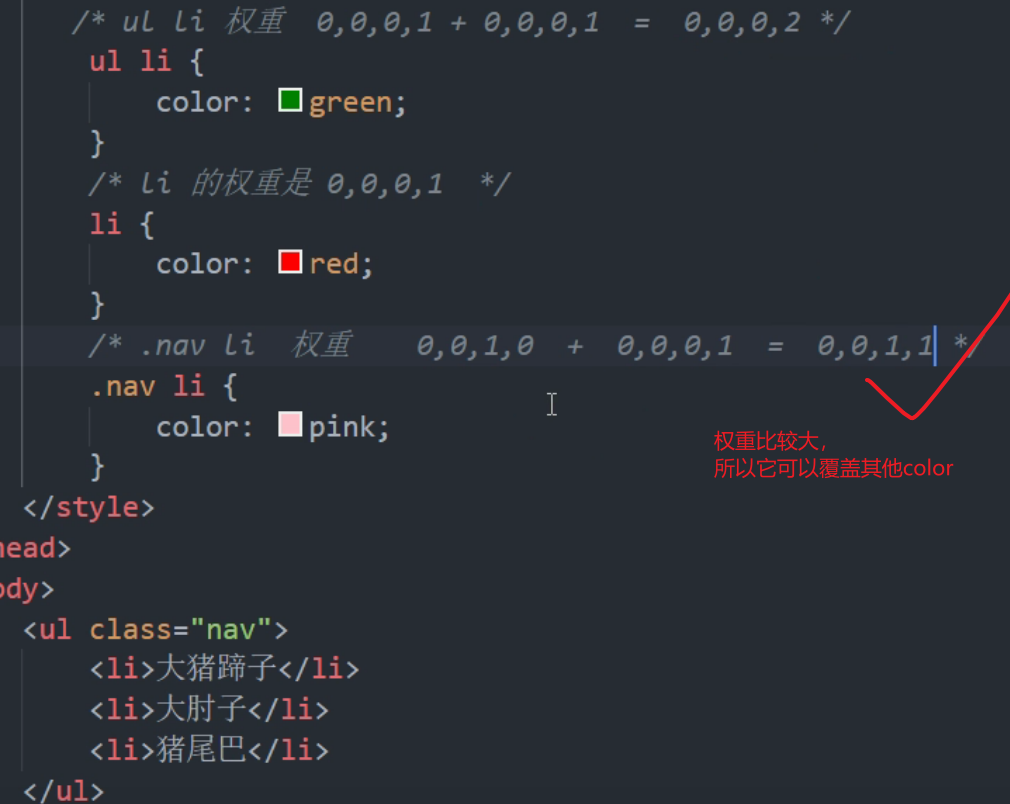 /* ul li 权重  0,0,0,1 + 0,0,0,1  =  0,0,0,2 */
ul li {
color: green;
}
/* li 的权重是 0,0,0,1  */
li {
color: red;
}
/* .nav li  权重    0,0,1,0  +  0,0,0,1  =  0,0,1,1 */
.nav li {
color: pink;
}
权重比较大，
所以它可以覆盖其他color
</style>
head>
ody>
<ul class="nav">
<li>大猪蹄子</li>
<li>大肘子</li>
<li>猪尾巴</li>
</ul>